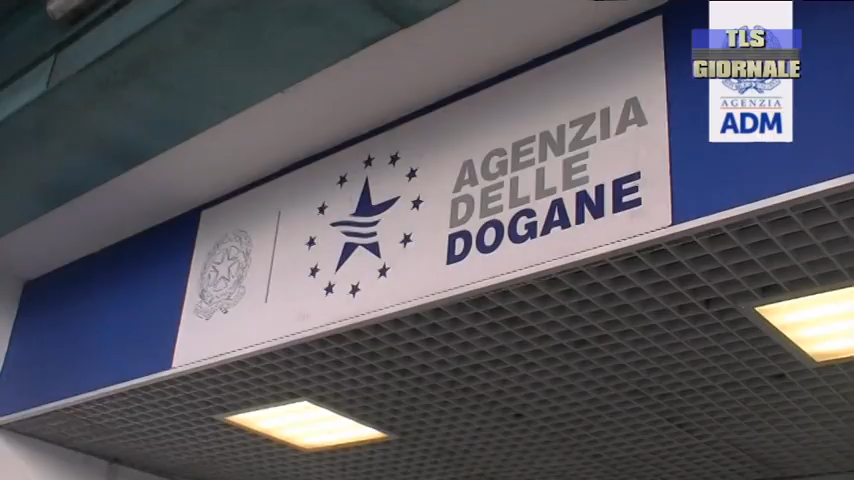 TLS
GIORNALE
AGENZIA
ADM
AGENZIA
DELLE
DOGANE